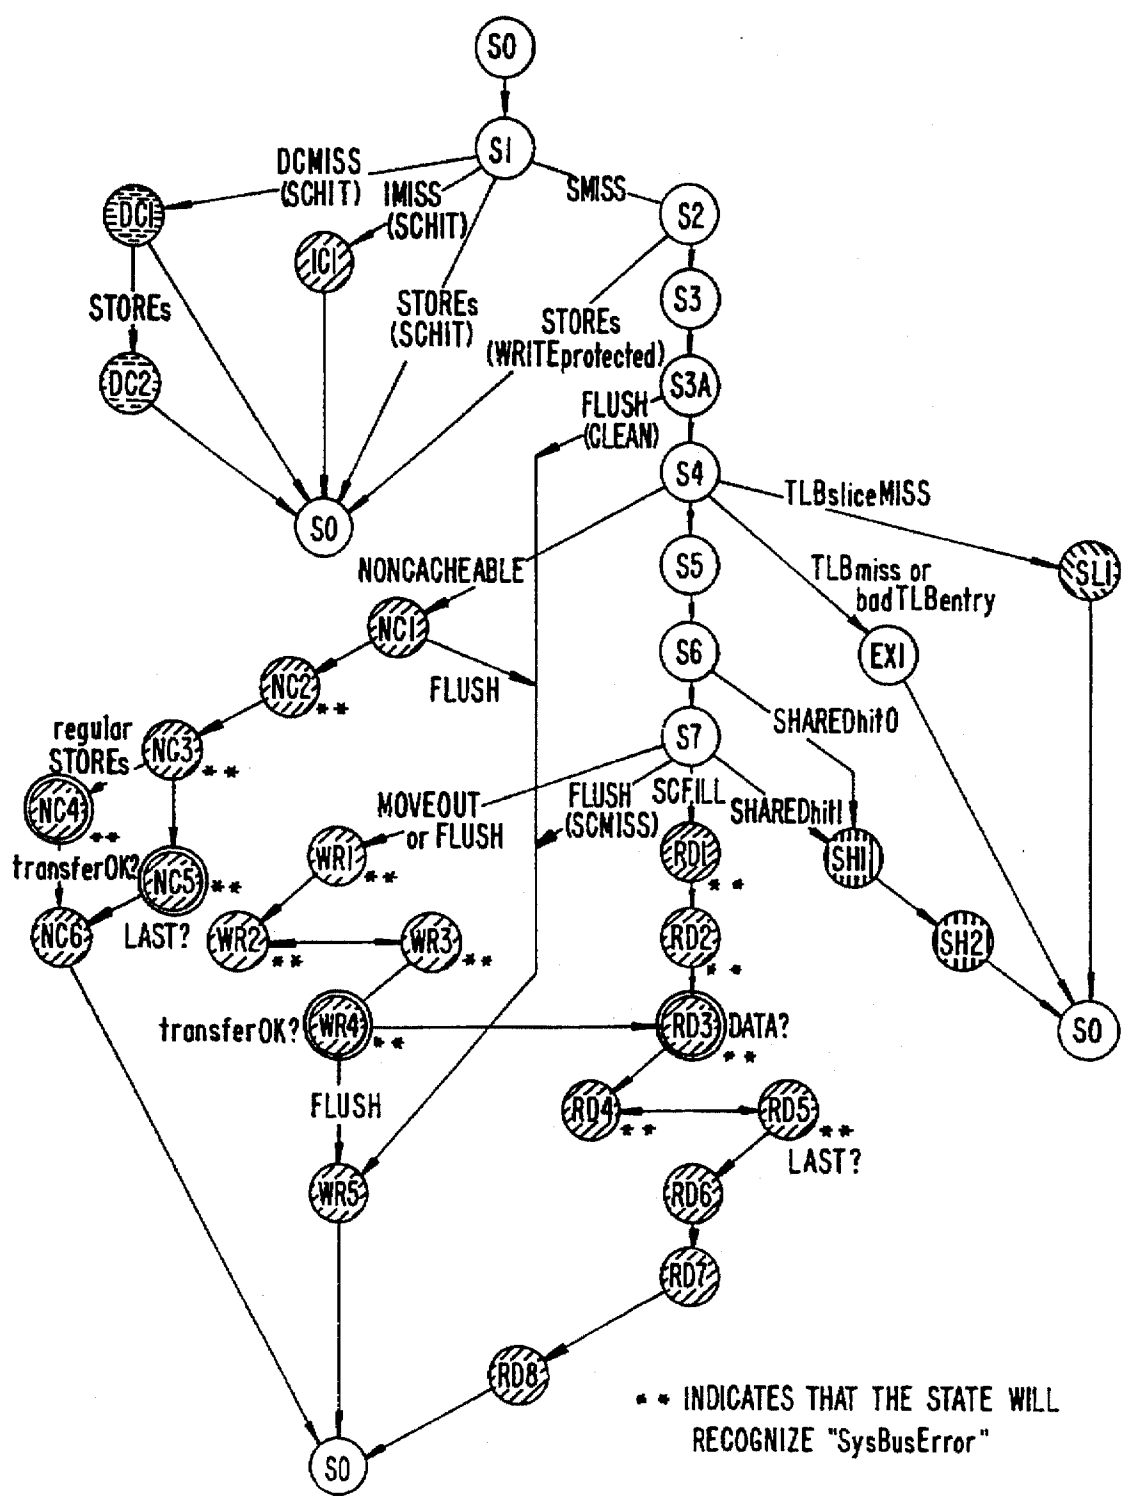 S0
S1
DCMISS
(SCHIT)
IMISS
(SCHIT)
SMISS
DC1
S2
IC1
STOREs
STOREs
(SCHIT)
S3
STOREs
(WRITEprotected)
DC2
S3A
FLUSH
(CLEAN)
S4
TLBsliceMISS
S0
NONCACHEABLE
S5
TLBmiss or
badTLBentry
SL1
NC1
S6
EX1
NC2
**
FLUSH
SHAREDhit0
regular
STOREs
NC3
**
S7
NC4
**
MOVEOUT
or FLUSH
FLUSH
(SCMISS)
SCFILL
SHAREDhit1
WR1
**
RD1
**
SH1
transferOK?
NC5
**
LAST?
NC6
WR2
**
WR3
**
RD2
**
SH2
transferOK?
WR4
**
RD3
DATA?
**
S0
FLUSH
RD4
**
RD5
**
LAST?
WR5
RD6
RD7
RD8
S0
** INDICATES THAT THE STATE WILL
RECOGNIZE "SysBusError"